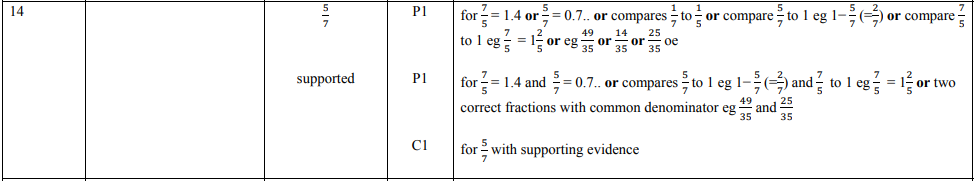 14 5/7 P1 for 7/5 = 1.4 or 5/7 = 0.7.. or compares 1/7 to 1/5 or compare 5/7 to 1 eg 1−5/7 (=2/7) or compare 7/5
to 1 eg 7/5 = 1 2/5 or eg 49/35 or 14/35 or 25/35 oe
supported P1 for 7/5 = 1.4 and 5/7 = 0.7.. or compares 5/7 to 1 eg 1−5/7 (=2/7) and 7/5 to 1 eg 7/5 = 1 2/5 or two
correct fractions with common denominator eg 49/35 and 25/35
C1 for 5/7 with supporting evidence